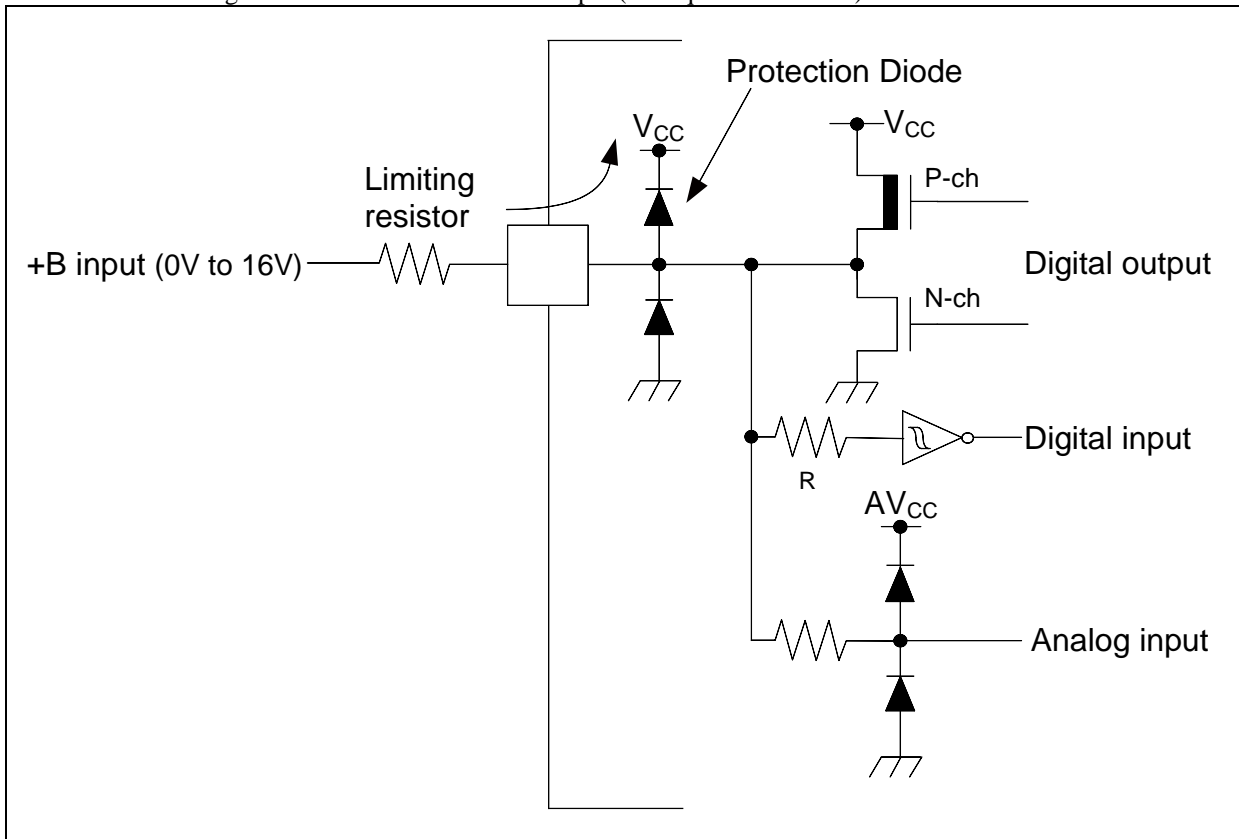 Protection Diode
VCC
VCC
P-ch
Limiting
resistor
+B input (0V to 16V)
Digital output
N-ch
Digital input
R
AVCC
Analog input